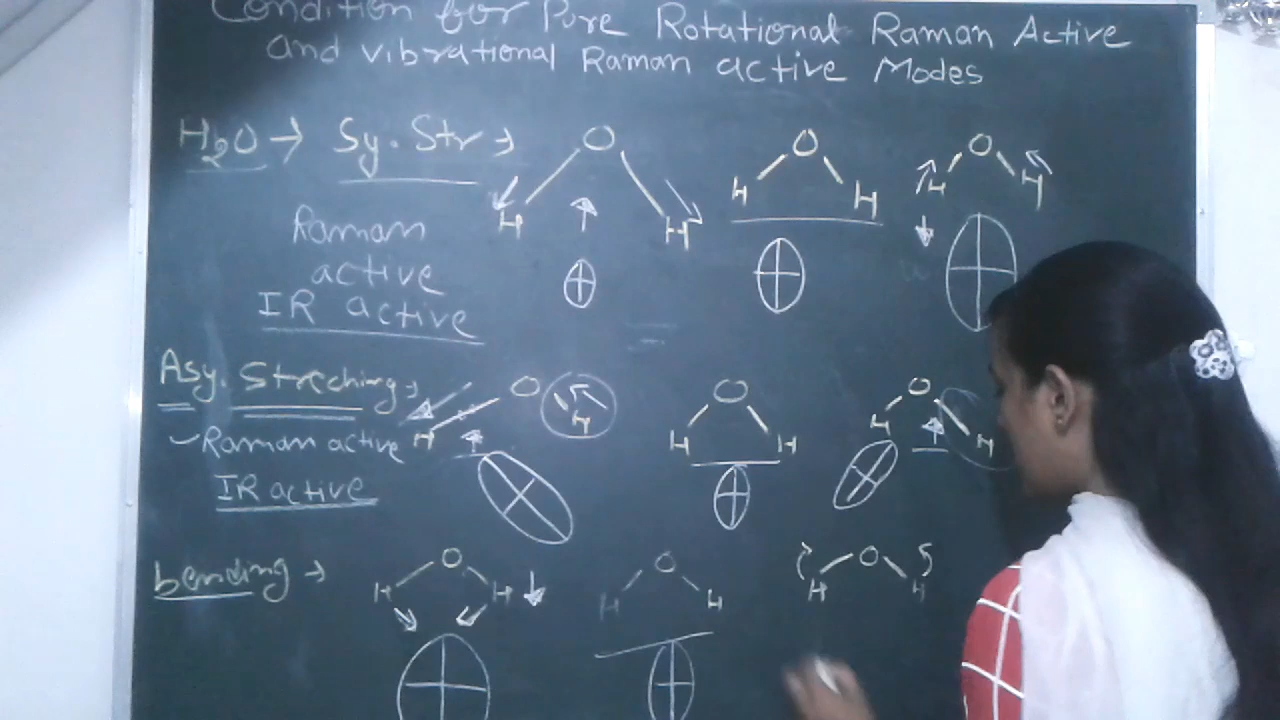 Condition for Pure Rotational Raman Active
and vibrational Raman active Modes
H2O → Sy. Str →
O O O
H H H H H H
Raman
active
IR active
Asy. Streching →
O O O
H H H H H H
Raman active
IR active
bending →
O O O
H H H H H H